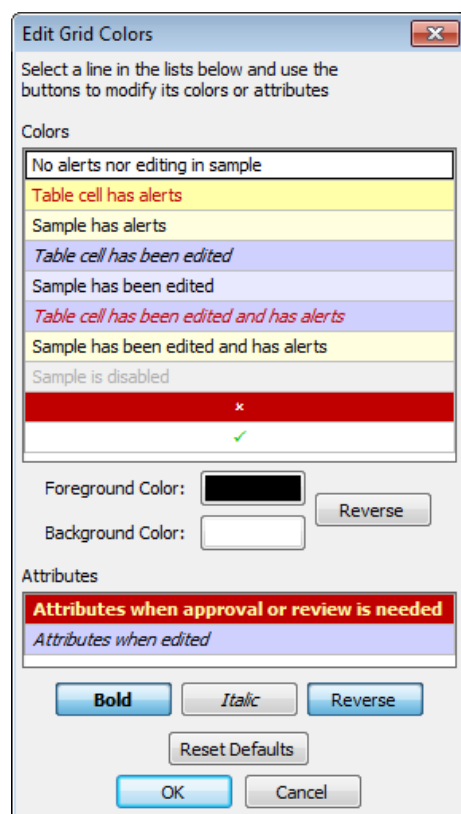 Edit Grid Colors
Select a line in the lists below and use the
buttons to modify its colors or attributes
Colors
No alerts nor editing in sample
Table cell has alerts
Sample has alerts
Table cell has been edited
Sample has been edited
Table cell has been edited and has alerts
Sample has been edited and has alerts
Sample is disabled
Foreground Color:
Reverse
Background Color:
Attributes
Attributes when approval or review is needed
Attributes when edited
Bold Italic Reverse
Reset Defaults
OK Cancel